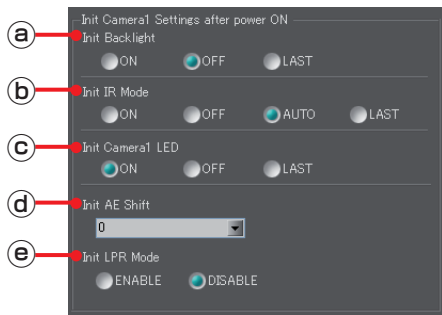 Init Camera1 Settings after power ON
a Init Backlight
ON OFF LAST
b Init IR Mode
ON OFF AUTO LAST
c Init Camera1 LED
ON OFF LAST
d Init AE Shift
0
e Init LPR Mode
ENABLE DISABLE